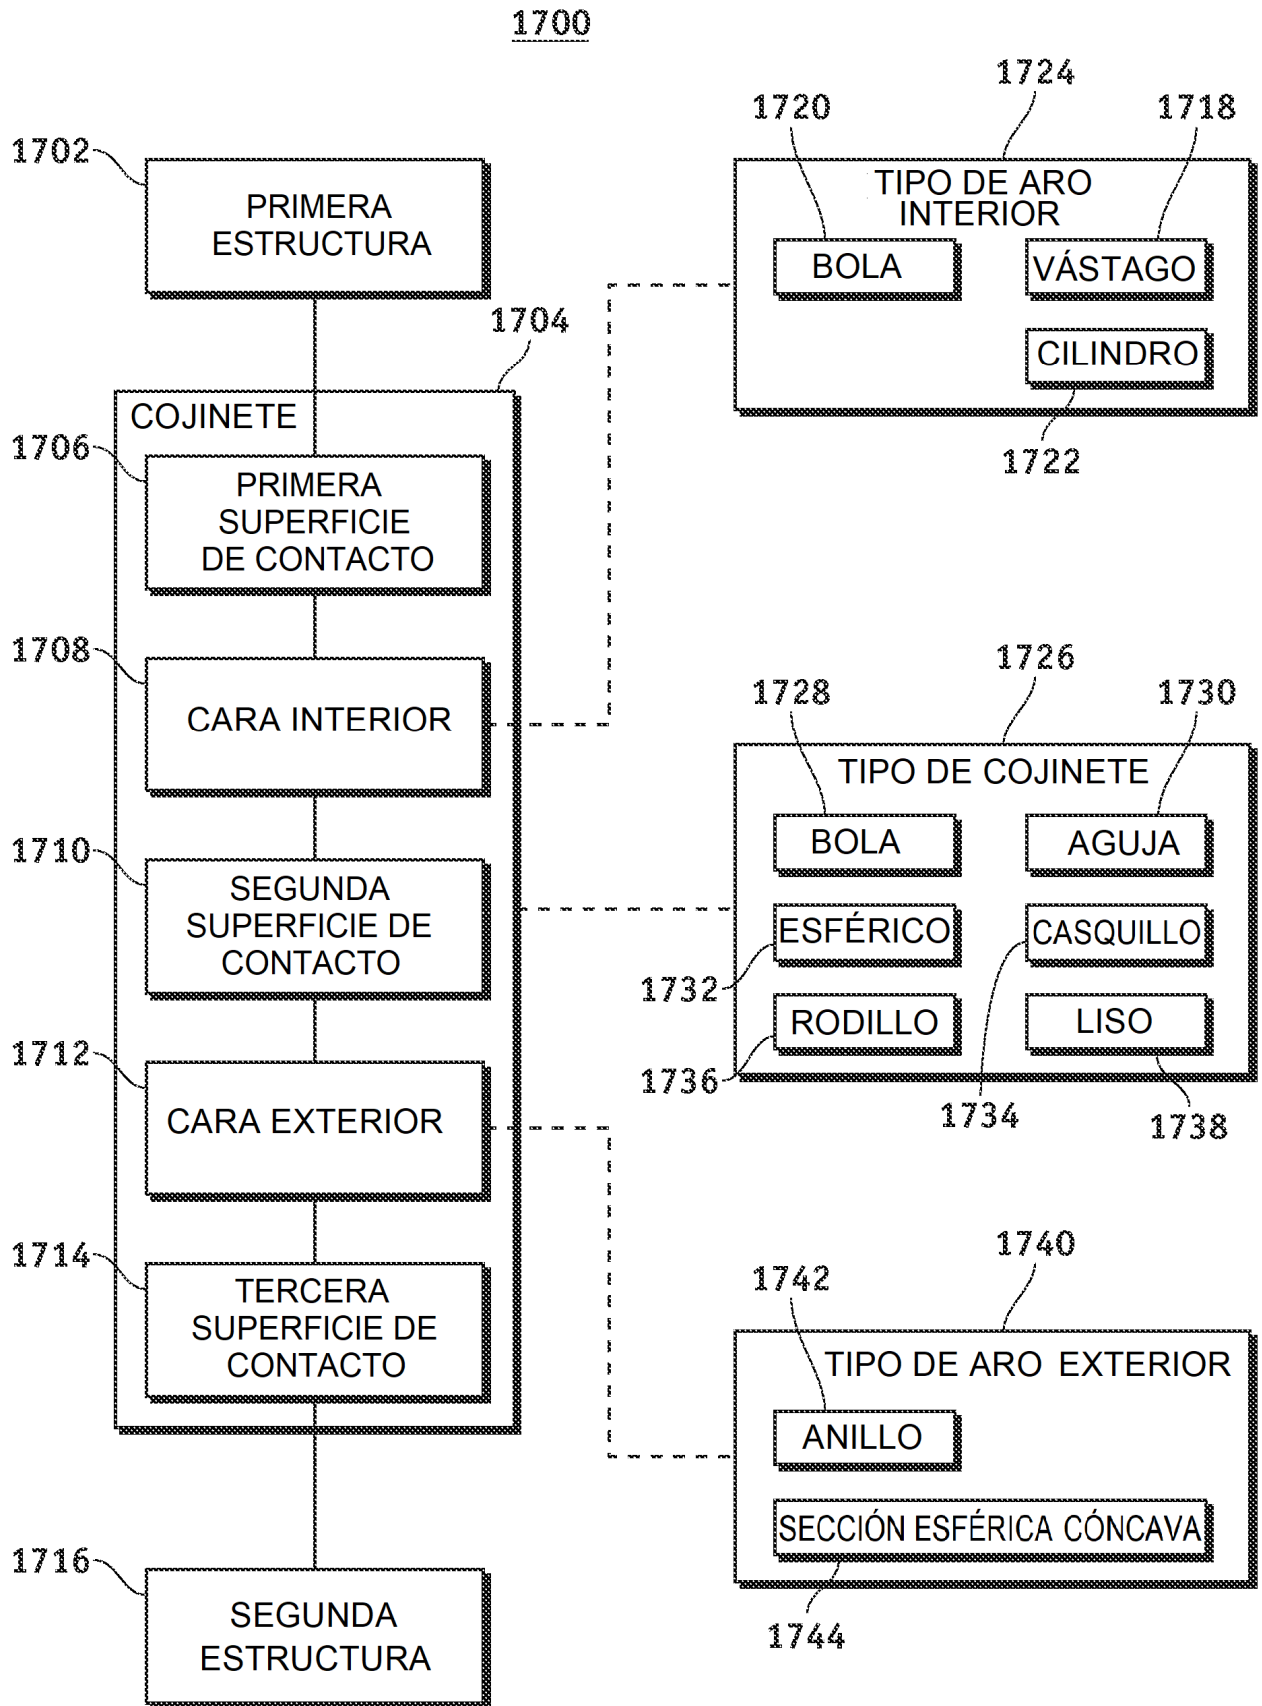 1700
1702
PRIMERA
ESTRUCTURA
1704
COJINETE
1706
PRIMERA
SUPERFICIE
DE CONTACTO
1708
CARA INTERIOR
1710
SEGUNDA
SUPERFICIE DE
CONTACTO
1712
CARA EXTERIOR
1714
TERCERA
SUPERFICIE DE
CONTACTO
1716
SEGUNDA
ESTRUCTURA
1724
1720
1718
TIPO DE ARO
INTERIOR
BOLA
VÁSTAGO
CILINDRO
1722
1726
1728
1730
TIPO DE COJINETE
BOLA
AGUJA
ESFÉRICO
CASQUILLO
1732
RODILLO
LISO
1736
1734
1738
1740
1742
TIPO DE ARO EXTERIOR
ANILLO
SECCIÓN ESFÉRICA CÓNCAVA
1744